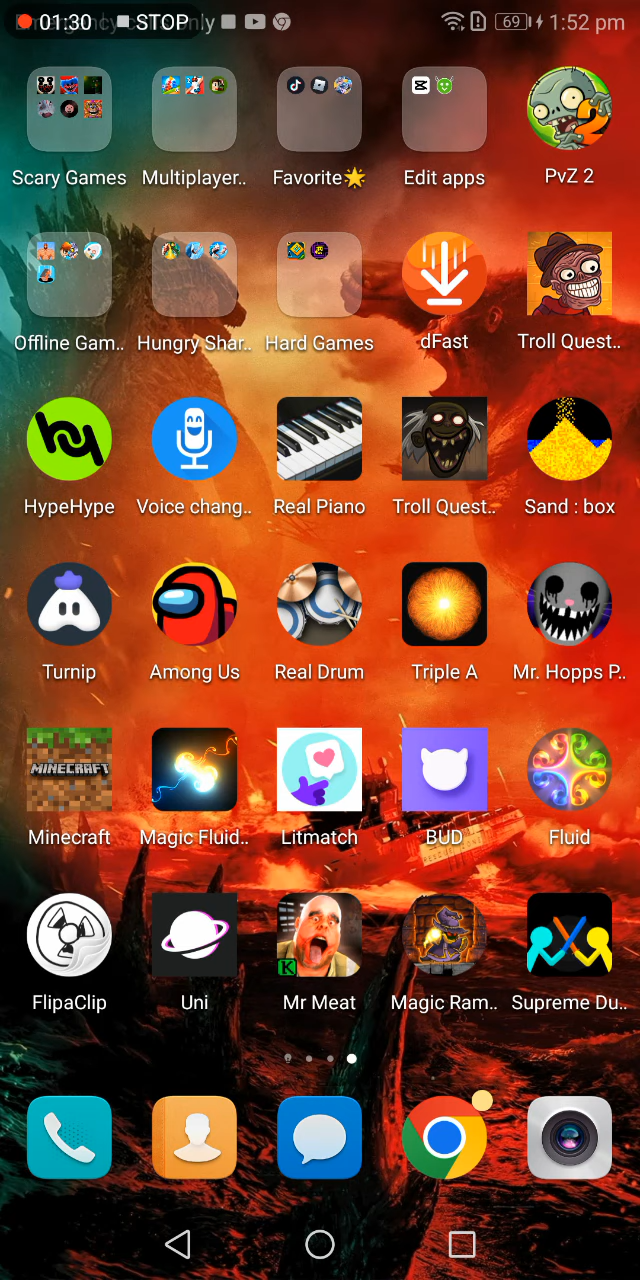 01:30 STOP 69 1:52 pm
Scary Games Multiplayer.. Favorite🌟 Edit apps PvZ 2
Offline Gam.. Hungry Shar.. Hard Games dFast Troll Quest..
HypeHype Voice chang.. Real Piano Troll Quest.. Sand : box
Turnip Among Us Real Drum Triple A Mr. Hopps P..
MINECRAFT
Minecraft Magic Fluid.. Litmatch BUD Fluid
K
FlipaClip Uni Mr Meat Magic Ram.. Supreme Du..